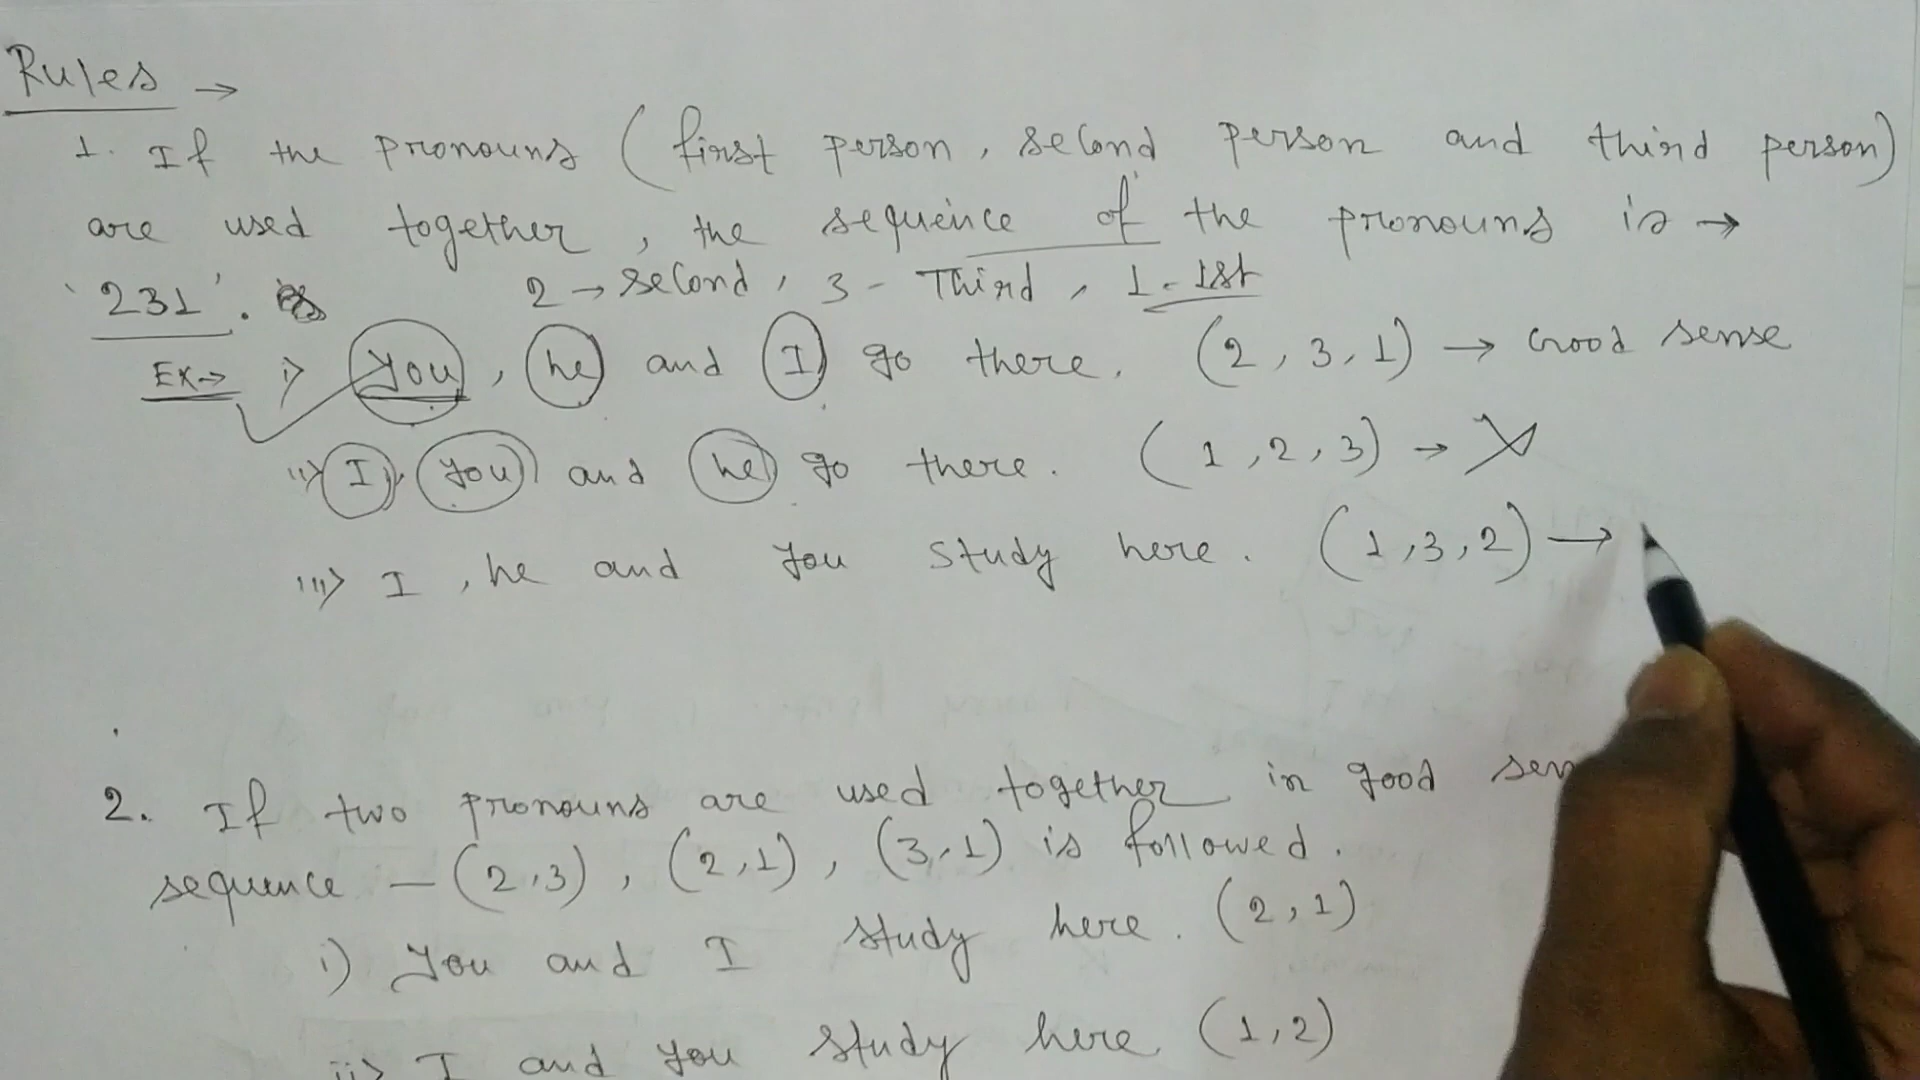 Rules →
1. If the pronouns (first person, second person and third person)
are used together, the sequence of the pronouns is →
'231'. 2 → second, 3 - Third, 1 - 1st
Ex→ i) You, he and I go there. (2, 3, 1) → Good sense
ii) I, you and he go there. (1, 2, 3) → X
iii) I, he and you study here. (1, 3, 2) →
2. If two pronouns are used together in good
sequence — (2,3), (2,1), (3,1) is followed.
i) You and I study here. (2, 1)
ii) I and you study here (1, 2)